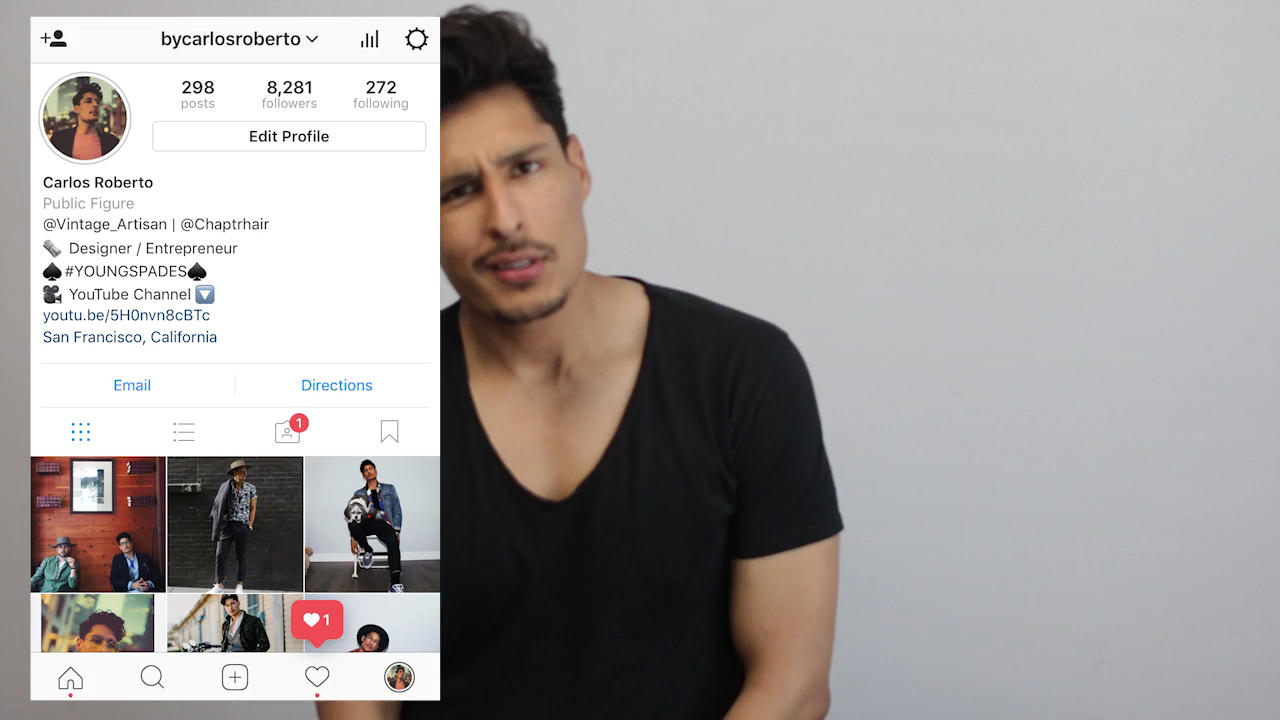 bycarlosroberto
298 8,281 272
posts followers following
Edit Profile
Carlos Roberto
Public Figure
@Vintage_Artisan | @Chaptrhair
Designer / Entrepreneur
♠#YOUNGSPADES♠
YouTube Channel
youtu.be/5H0nvn8cBTc
San Francisco, California
Email Directions
1
1